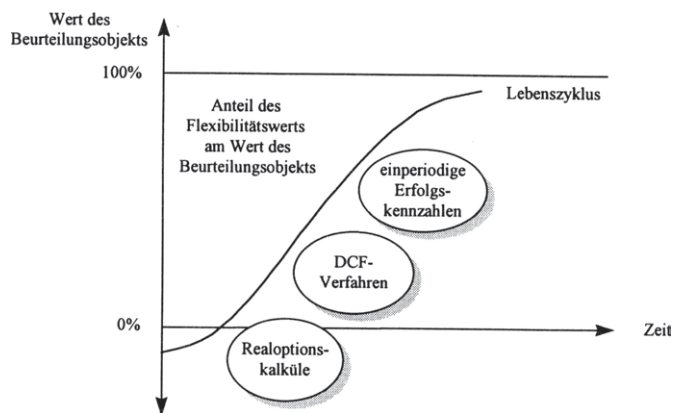 Wert des
Beurteilungsobjekts
100%
Lebenszyklus
Anteil des
Flexibilitätswerts
am Wert des
Beurteilungsobjekts
einperiodige
Erfolgs-
kennzahlen
DCF-
Verfahren
0%
Zeit
Realoptions-
kalküle